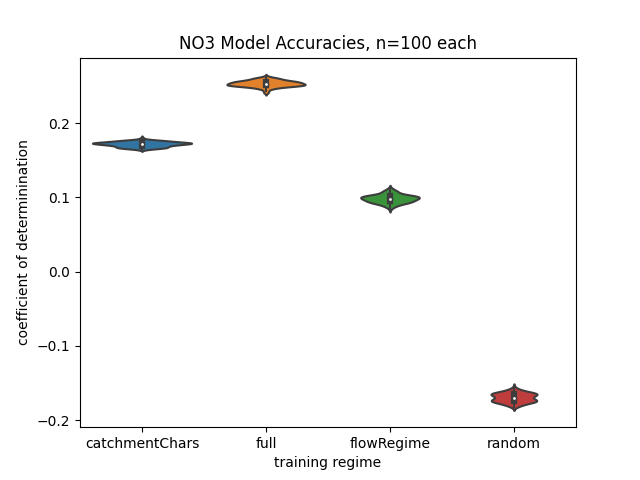 NO3 Model Accuracies, n=100 each
coefficient of determinination
0.2
0.1
0.0
−0.1
−0.2
catchmentChars full flowRegime random
training regime